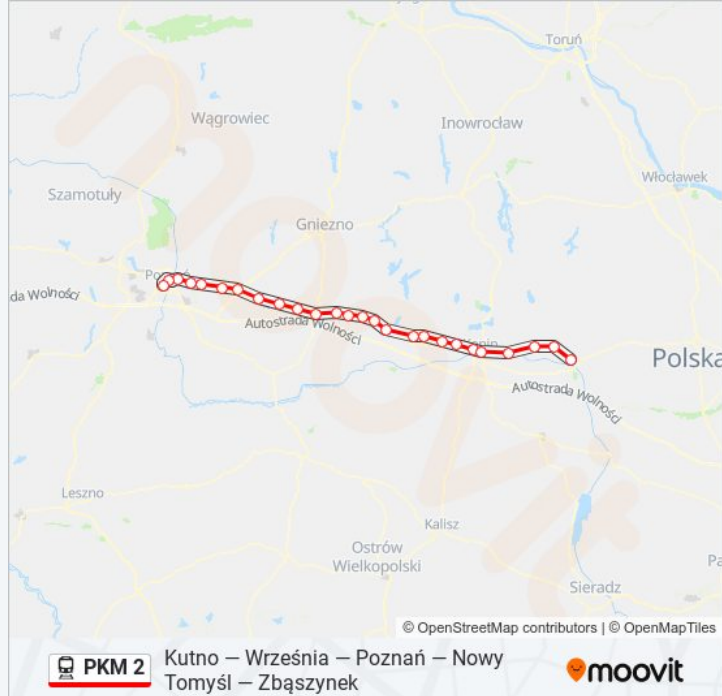 Toruń
Wągrowiec
Inowrocław
Włocławek
Szamotuły
Gniezno
da Wolności
Autostrada Wolności
Polska
Autostrada Wolności
Leszno
Kalisz
Ostrów
Wielkopolski
Sieradz
© OpenStreetMap contributors | © OpenMapTiles
PKM 2
Kutno — Września — Poznań — Nowy
Tomyśl — Zbąszynek
moovit